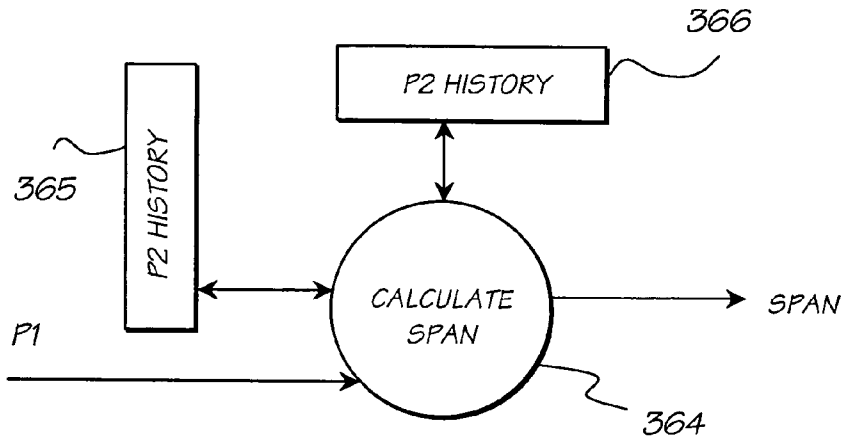 366
P2 HISTORY
365
P2 HISTORY
CALCULATE
SPAN
SPAN
P1
364